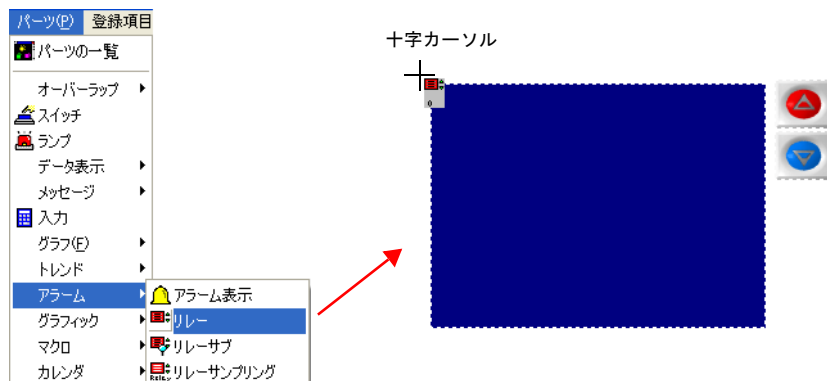 パーツ(P) 登録項目
パーツの一覧
オーバーラップ
スイッチ
ランプ
データ表示
メッセージ
入力
グラフ(F)
トレンド
アラーム
グラフィック
マクロ
カレンダ
アラーム表示
リレー
リレーサブ
Relay リレーサンプリング
十字カーソル
0